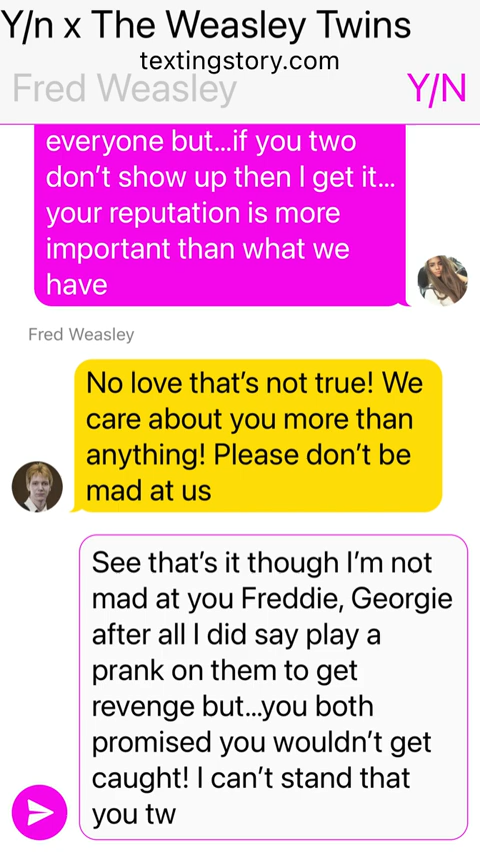 Y/n x The Weasley Twins
textingstory.com
Fred Weasley
Y/N
everyone but...if you two
don't show up then I get it...
your reputation is more
important than what we
have
Fred Weasley
No love that's not true! We
care about you more than
anything! Please don't be
mad at us
See that's it though I'm not
mad at you Freddie, Georgie
after all I did say play a
prank on them to get
revenge but...you both
promised you wouldn't get
caught! I can't stand that
you tw